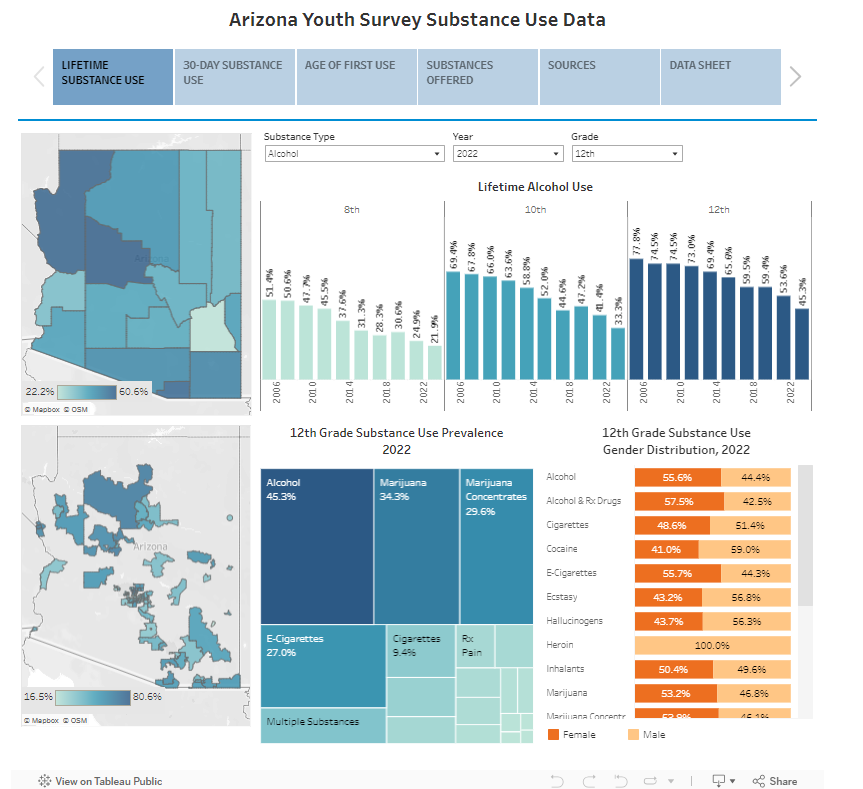 Arizona Youth Survey Substance Use Data
LIFETIME
SUBSTANCE USE
30-DAY SUBSTANCE
USE
AGE OF FIRST USE
SUBSTANCES
OFFERED
SOURCES
DATA SHEET
Substance Type
Year
Grade
Alcohol
2022
12th
Lifetime Alcohol Use
8th
10th
12th
51.4%
50.6%
47.7%
45.5%
37.6%
31.3%
28.3%
30.6%
24.9%
21.9%
69.4%
67.8%
66.0%
63.6%
58.8%
52.0%
44.6%
47.2%
41.4%
33.3%
77.8%
74.5%
74.5%
73.0%
69.4%
65.6%
59.5%
59.4%
53.6%
45.3%
2006
2010
2014
2018
2022
2006
2010
2014
2018
2022
2006
2010
2014
2018
2022
Arizona
22.2%
60.6%
© Mapbox © OSM
Arizona
16.5%
80.6%
© Mapbox © OSM
12th Grade Substance Use Prevalence
2022
Alcohol
45.3%
Marijuana
34.3%
Marijuana
Concentrates
29.6%
E-Cigarettes
27.0%
Cigarettes
9.4%
Rx
Pain
Multiple Substances
12th Grade Substance Use
Gender Distribution, 2022
Alcohol 55.6% 44.4%
Alcohol & Rx Drugs 57.5% 42.5%
Cigarettes 48.6% 51.4%
Cocaine 41.0% 59.0%
E-Cigarettes 55.7% 44.3%
Ecstasy 43.2% 56.8%
Hallucinogens 43.7% 56.3%
Heroin 100.0%
Inhalants 50.4% 49.6%
Marijuana 53.2% 46.8%
Marijuana Concentr 53.9% 46.1%
Female
Male
View on Tableau Public
Share